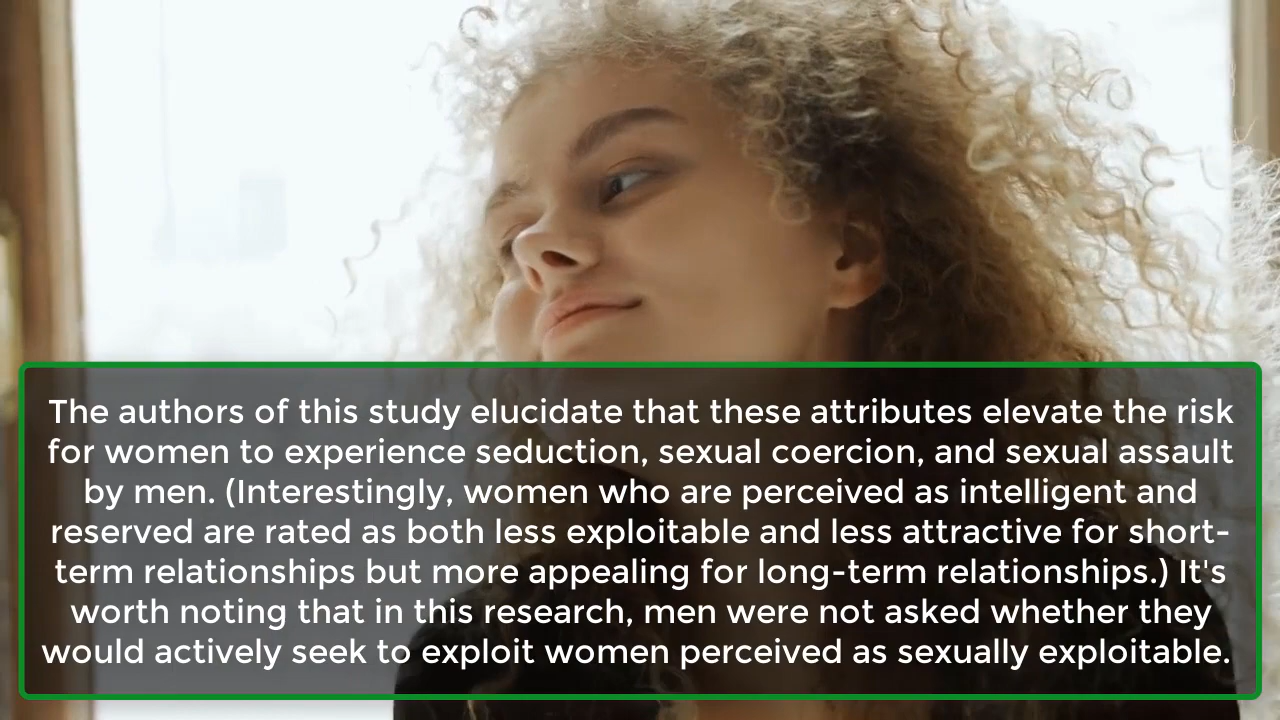 The authors of this study elucidate that these attributes elevate the risk
for women to experience seduction, sexual coercion, and sexual assault
by men. (Interestingly, women who are perceived as intelligent and
reserved are rated as both less exploitable and less attractive for short-
term relationships but more appealing for long-term relationships.) It's
worth noting that in this research, men were not asked whether they
would actively seek to exploit women perceived as sexually exploitable.